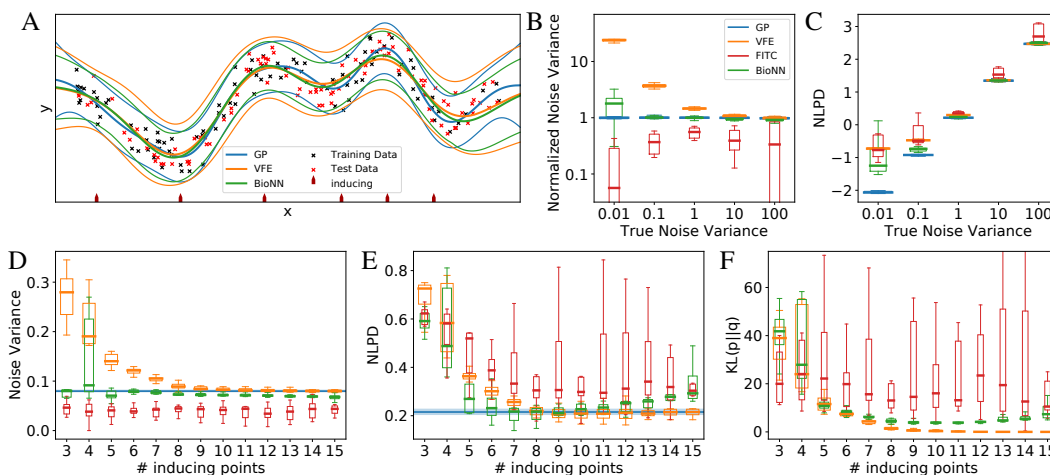 A
y
x
GP
VFE
BioNN
Training Data
Test Data
inducing
B
Normalized Noise Variance
10
1
0.1
0.01 0.1 1 10 100
True Noise Variance
GP
VFE
FITC
BioNN
C
NLPD
3
2
1
0
−1
−2
0.01 0.1 1 10 100
True Noise Variance
D
Noise Variance
0.3
0.2
0.1
0.0
3 4 5 6 7 8 9 10 11 12 13 14 15
# inducing points
E
NLPD
0.8
0.6
0.4
0.2
3 4 5 6 7 8 9 10 11 12 13 14 15
# inducing points
F
KL(p||q)
60
40
20
0
3 4 5 6 7 8 9 10 11 12 13 14 15
# inducing points